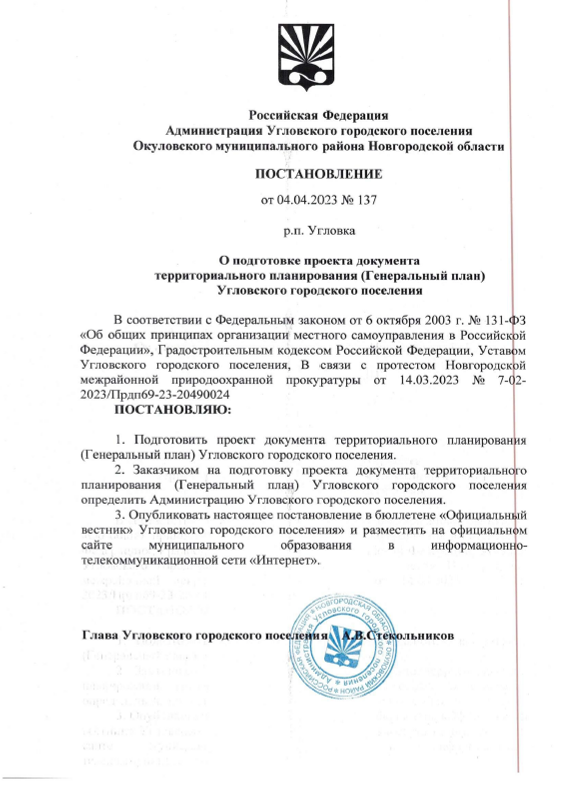 Российская Федерация
Администрация Угловского городского поселения
Окуловского муниципального района Новгородской области
ПОСТАНОВЛЕНИЕ
от 04.04.2023 № 137
р.п. Угловка
О подготовке проекта документа
территориального планирования (Генеральный план)
Угловского городского поселения
В соответствии с Федеральным законом от 6 октября 2003 г. № 131-ФЗ
«Об общих принципах организации местного самоуправления в Российской
Федерации», Градостроительным кодексом Российской Федерации, Уставом
Угловского городского поселения, В связи с протестом Новгородской
межрайонной природоохранной прокуратуры от 14.03.2023 № 7-02-
2023/Прдп69-23-20490024
ПОСТАНОВЛЯЮ:
1. Подготовить проект документа территориального планирования
(Генеральный план) Угловского городского поселения.
2. Заказчиком на подготовку проекта документа территориального
планирования (Генеральный план) Угловского городского поселения
определить Администрацию Угловского городского поселения.
3. Опубликовать настоящее постановление в бюллетене «Официальный
вестник» Угловского городского поселения» и разместить на официальном
сайте муниципального образования в информационно-
телекоммуникационной сети «Интернет».
Глава Угловского городского поселения А.В.Стекольников
РОССИЙСКАЯ ФЕДЕРАЦИЯ НОВГОРОДСКАЯ ОБЛАСТЬ ОКУЛОВСКИЙ РАЙОН
Администрация Угловского городского поселения